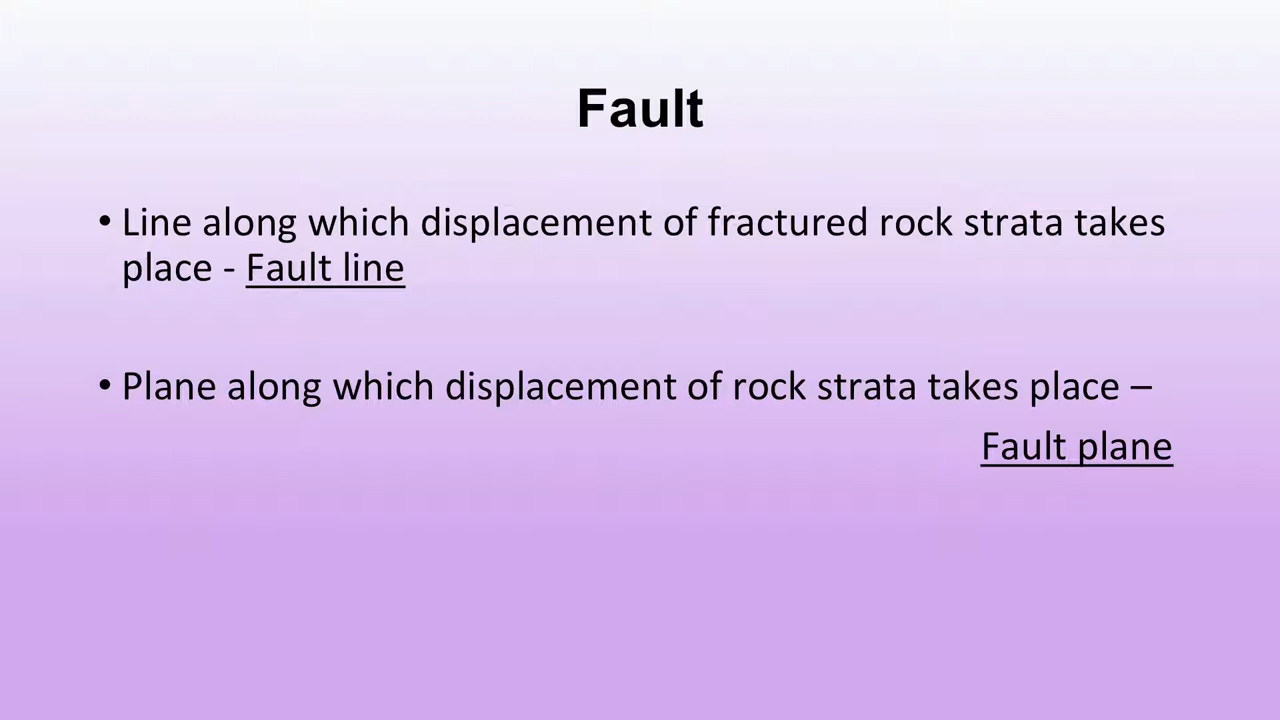 Fault
• Line along which displacement of fractured rock strata takes
place - Fault line
• Plane along which displacement of rock strata takes place –
Fault plane